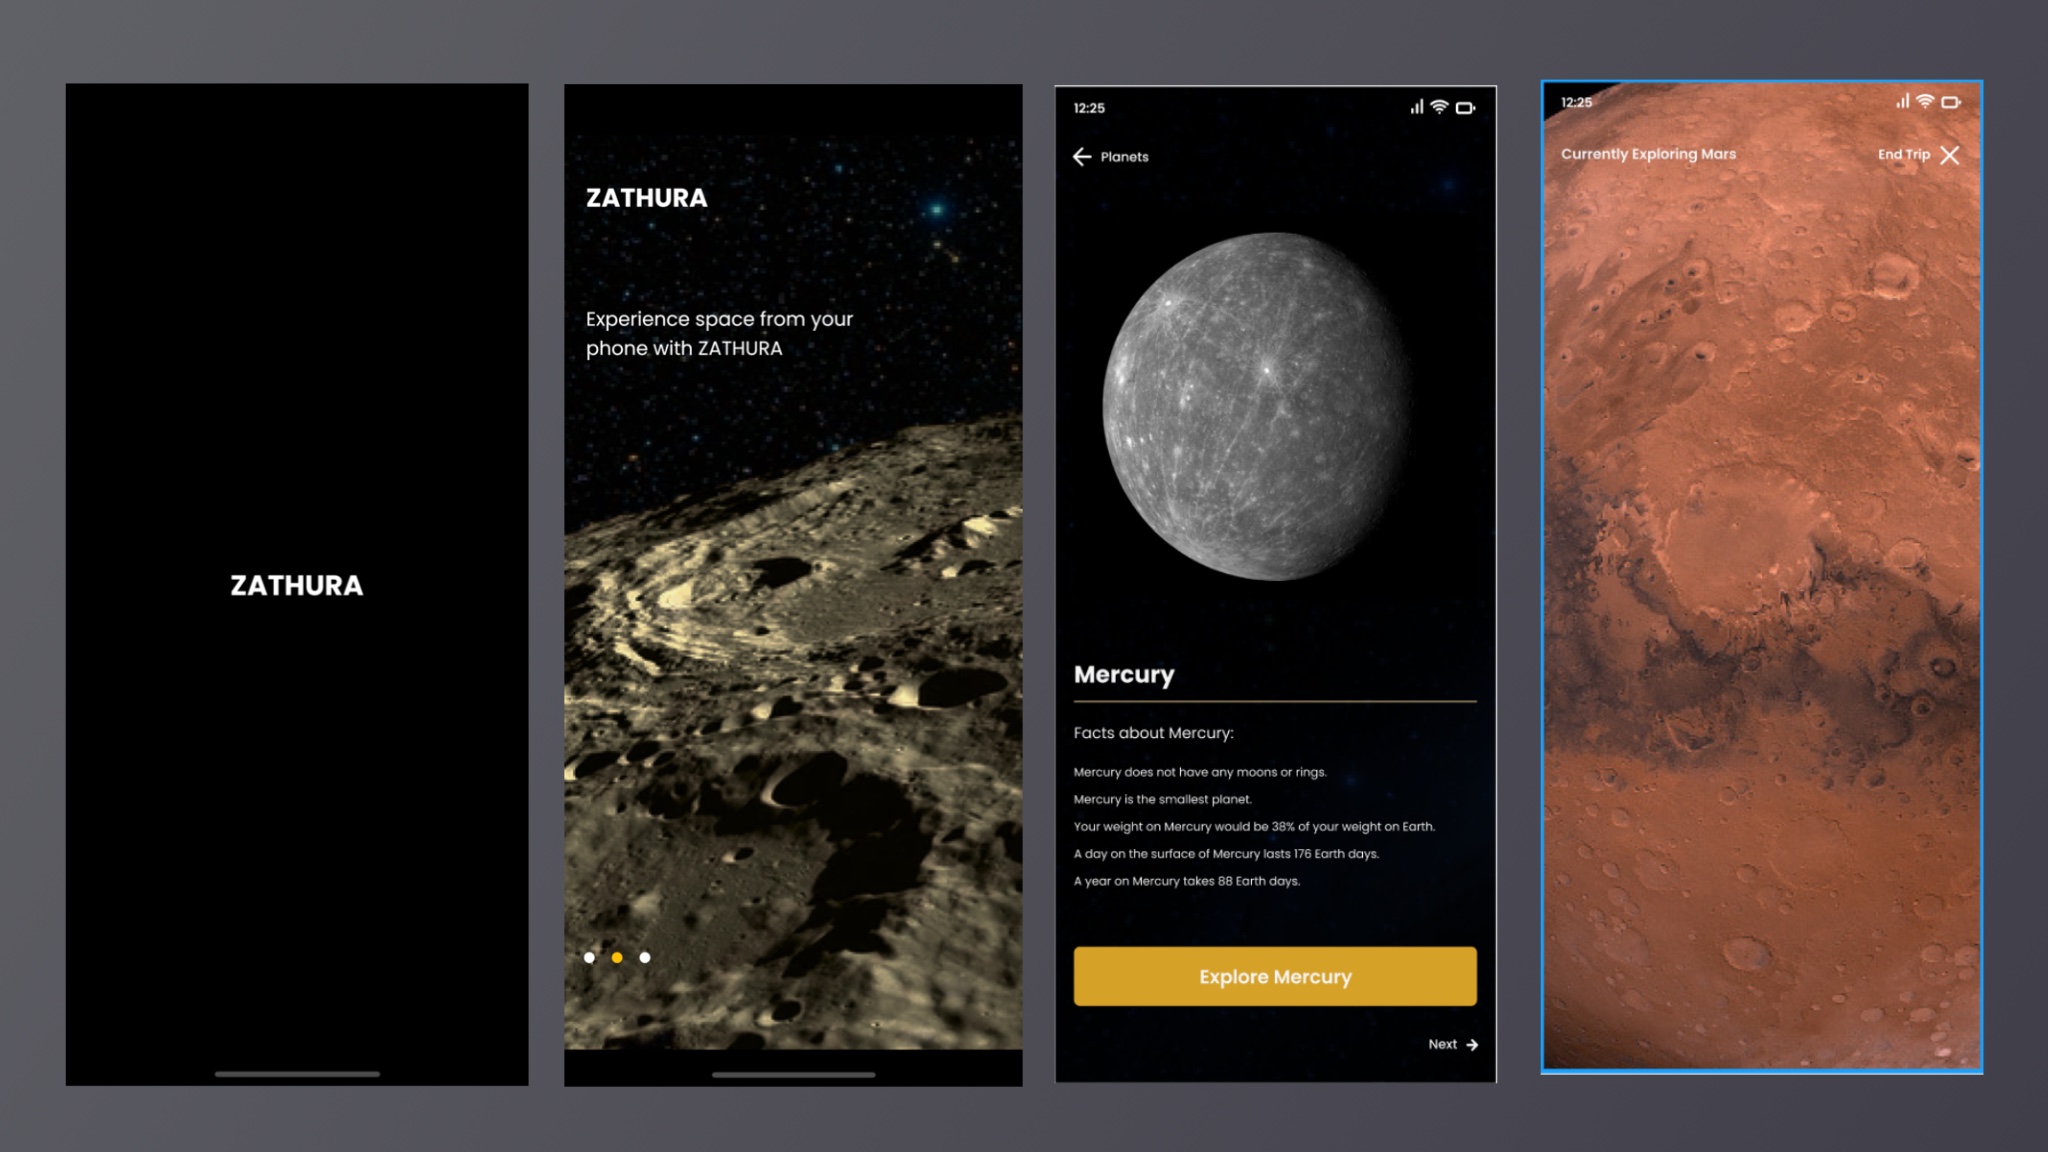 ZATHURA
ZATHURA
Experience space from your
phone with ZATHURA
12:25
Planets
Mercury
Facts about Mercury:
Mercury does not have any moons or rings.
Mercury is the smallest planet.
Your weight on Mercury would be 38% of your weight on Earth.
A day on the surface of Mercury lasts 176 Earth days.
A year on Mercury takes 88 Earth days.
Explore Mercury
Next
12:25
Currently Exploring Mars
End Trip